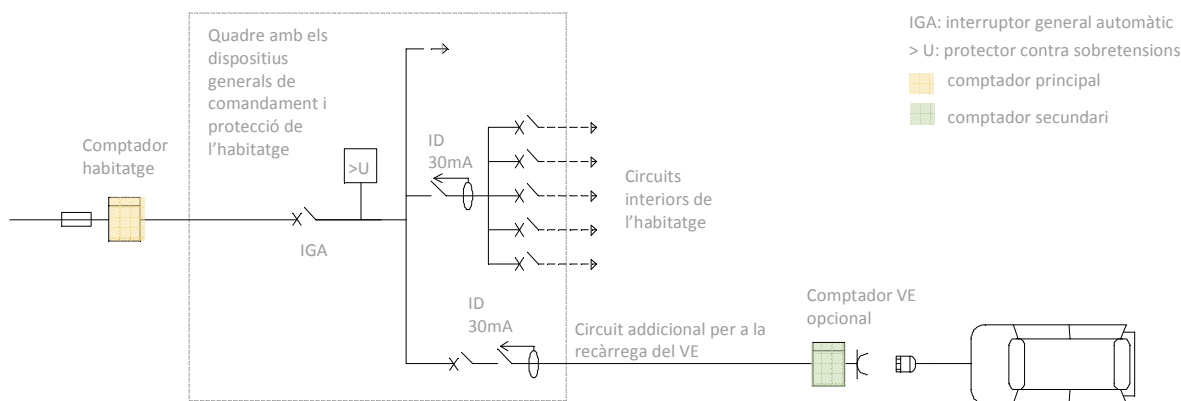 Quadre amb els
dispositius
generals de
comandament i
protecció de
l'habitatge
IGA: interruptor general automàtic
> U: protector contra sobretensions
comptador principal
comptador secundari
Comptador
habitatge
>U
ID
30mA
Circuits
interiors de
l'habitatge
IGA
ID
30mA
Circuit addicional per a la
recàrrega del VE
Comptador VE
opcional